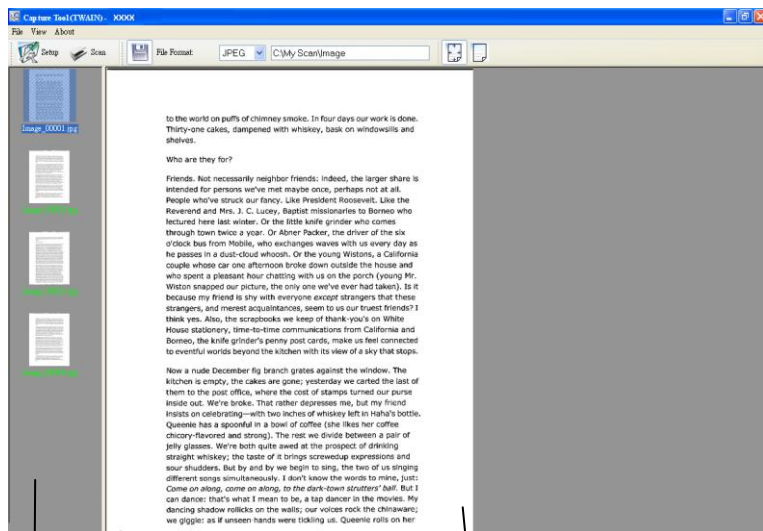 Capture Tool(TWAIN) - XXXX
File View About
Setup Scan File Format: JPEG C:\My Scan\Image
Image_00001.jpg
to the world on puffs of chimney smoke. In four days our work is done.
Thirty-one cakes, dampened with whiskey, bask on windowsills and
shelves.
Who are they for?
Friends. Not necessarily neighbor friends: indeed, the larger share is
intended for persons we've met maybe once, perhaps not at all.
People who've struck our fancy. Like President Roosevelt. Like the
Reverend and Mrs. J. C. Lucey, Baptist missionaries to Borneo who
lectured here last winter. Or the little knife grinder who comes
through town twice a year. Or Abner Packer, the driver of the six
o'clock bus from Mobile, who exchanges waves with us every day as
he passes in a dust-cloud whoosh. Or the young Wistons, a California
couple whose car one afternoon broke down outside the house and
who spent a pleasant hour chatting with us on the porch (young Mr.
Wiston snapped our picture, the only one we've ever had taken). Is it
because my friend is shy with everyone except strangers that these
strangers, and merest acquaintances, seem to us our truest friends? I
think yes. Also, the scrapbooks we keep of thank-you's on White
House stationery, time-to-time communications from California and
Borneo, the knife grinder's penny post cards, make us feel connected
to eventful worlds beyond the kitchen with its view of a sky that stops.
Now a nude December fig branch grates against the window. The
kitchen is empty, the cakes are gone; yesterday we carted the last of
them to the post office, where the cost of stamps turned our purse
inside out. We're broke. That rather depresses me, but my friend
insists on celebrating—with two inches of whiskey left in Haha's bottle.
Queenie has a spoonful in a bowl of coffee (she likes her coffee
chicory-flavored and strong). The rest we divide between a pair of
jelly glasses. We're both quite awed at the prospect of drinking
straight whiskey; the taste of it brings screwedup expressions and
sour shudders. But by and by we begin to sing, the two of us singing
different songs simultaneously. I don't know the words to mine, just:
Come on along, come on along, to the dark-town strutters' ball. But I
can dance: that's what I mean to be, a tap dancer in the movies. My
dancing shadow rollicks on the walls; our voices rock the chinaware;
we giggle: as if unseen hands were tickling us. Queenie rolls on her